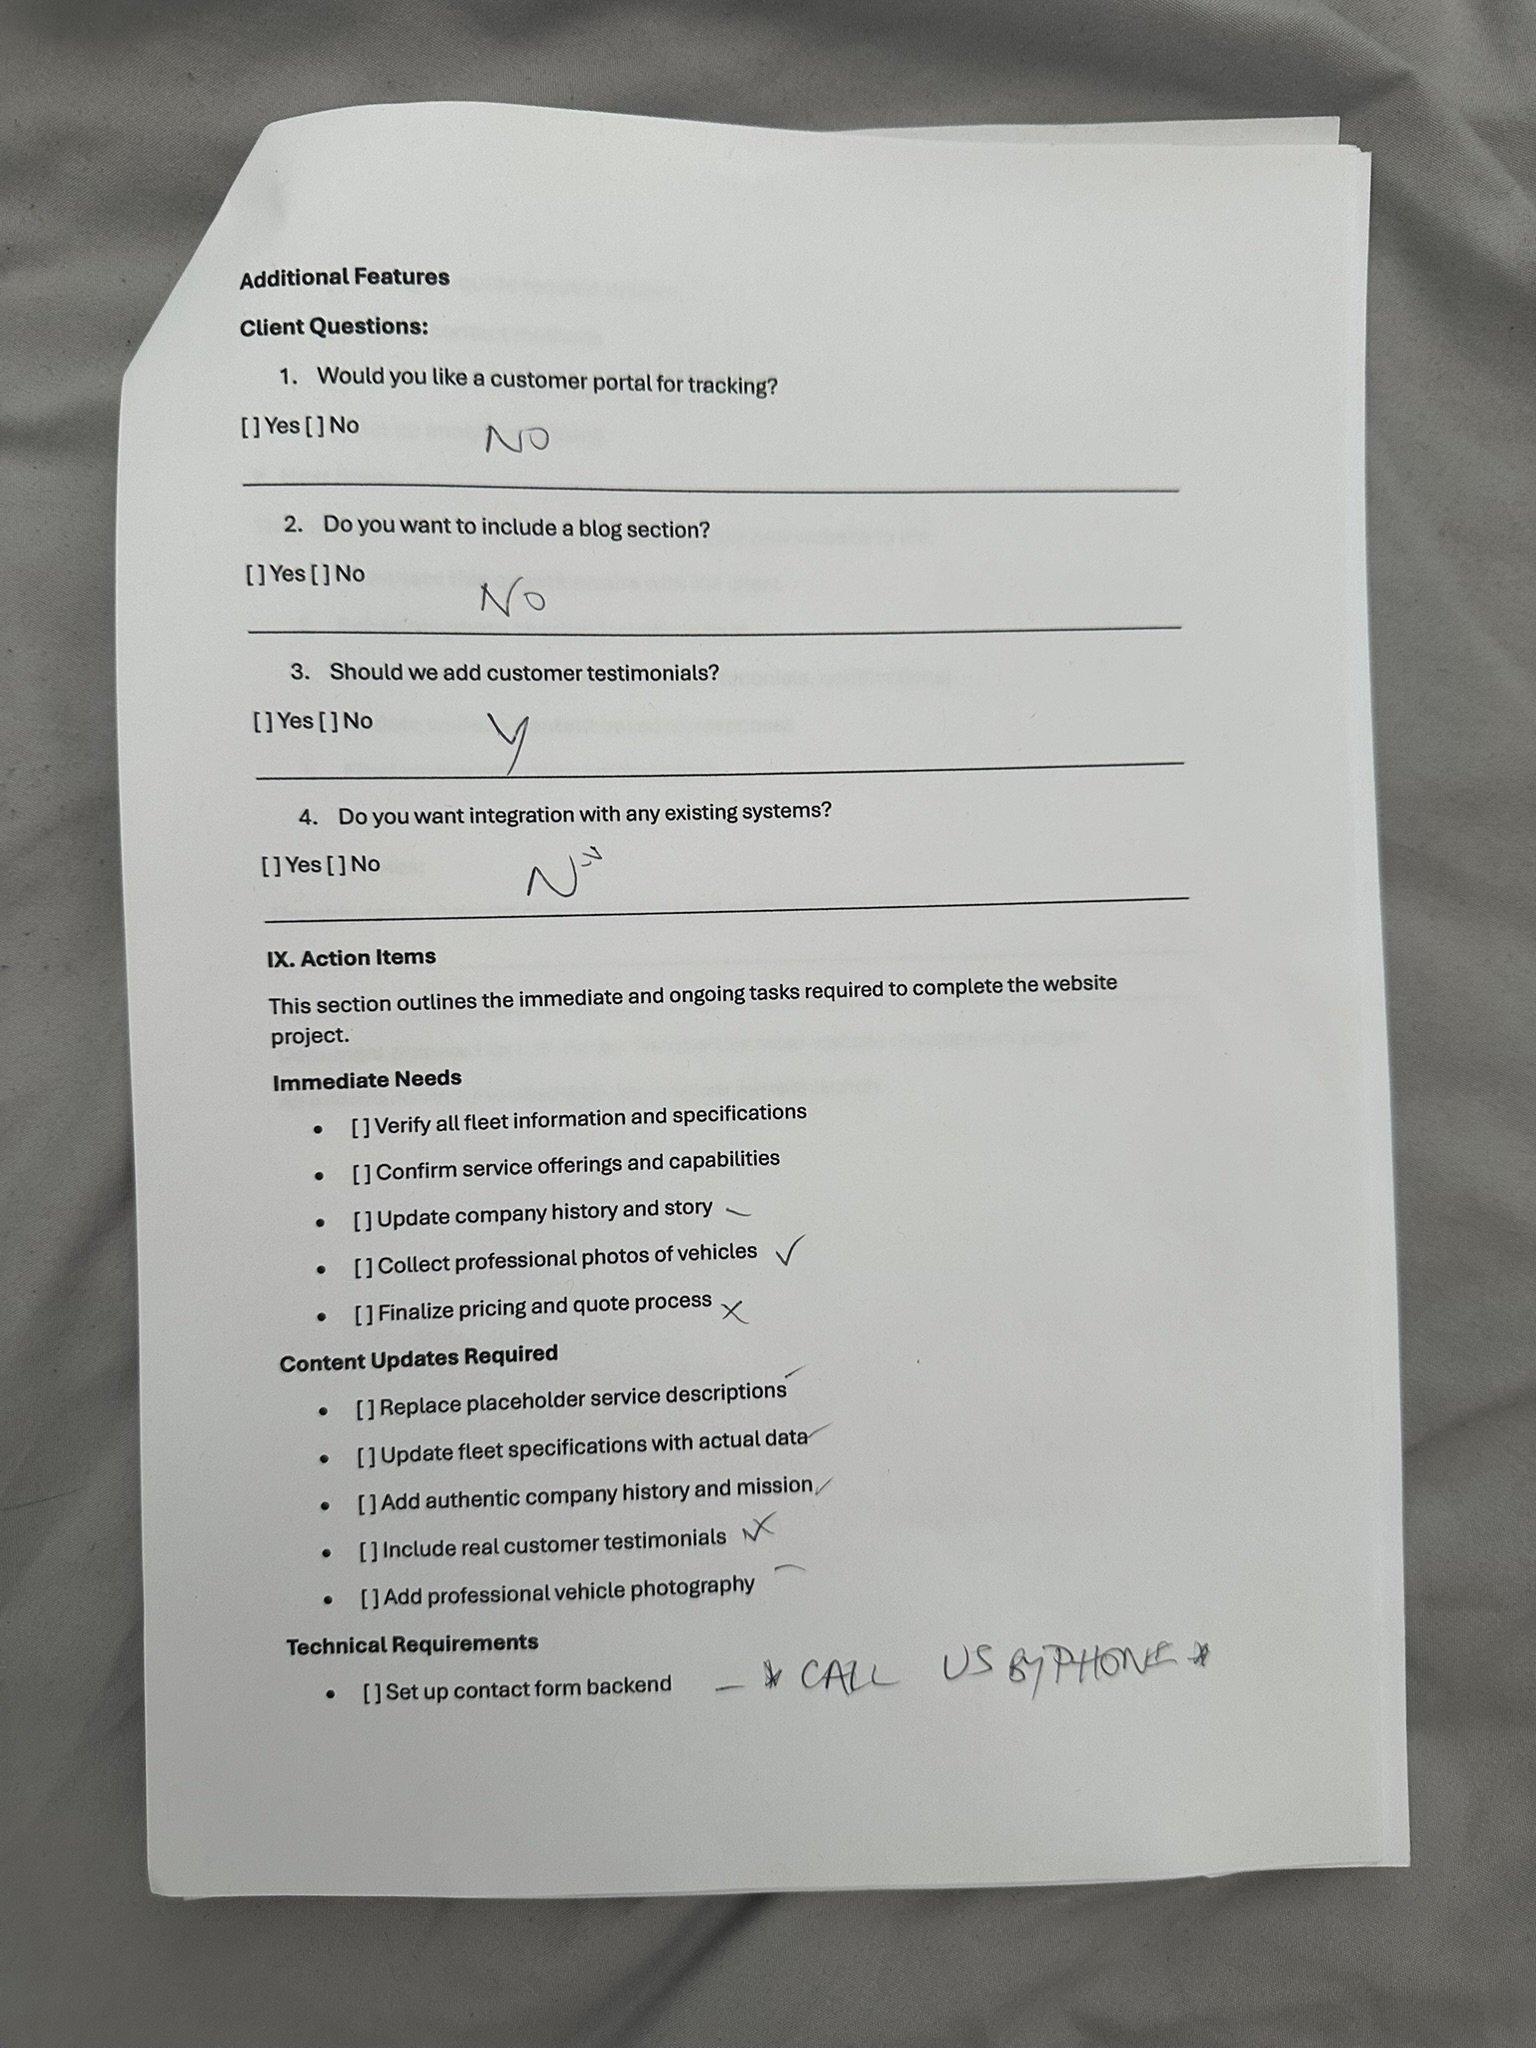 Additional Features
Client Questions:
1. Would you like a customer portal for tracking?
[ ] Yes [ ] No
NO
2. Do you want to include a blog section?
[ ] Yes [ ] No
No
3. Should we add customer testimonials?
[ ] Yes [ ] No
Y
4. Do you want integration with any existing systems?
[ ] Yes [ ] No
IX. Action Items
This section outlines the immediate and ongoing tasks required to complete the website
project.
Immediate Needs
• [ ] Verify all fleet information and specifications
• [ ] Confirm service offerings and capabilities
• [ ] Update company history and story
• [ ] Collect professional photos of vehicles ✓
• [ ] Finalize pricing and quote process X
Content Updates Required
• [ ] Replace placeholder service descriptions
• [ ] Update fleet specifications with actual data
• [ ] Add authentic company history and mission ✓
• [ ] Include real customer testimonials
• [ ] Add professional vehicle photography
Technical Requirements
• [ ] Set up contact form backend — * CALL US By PHONE *